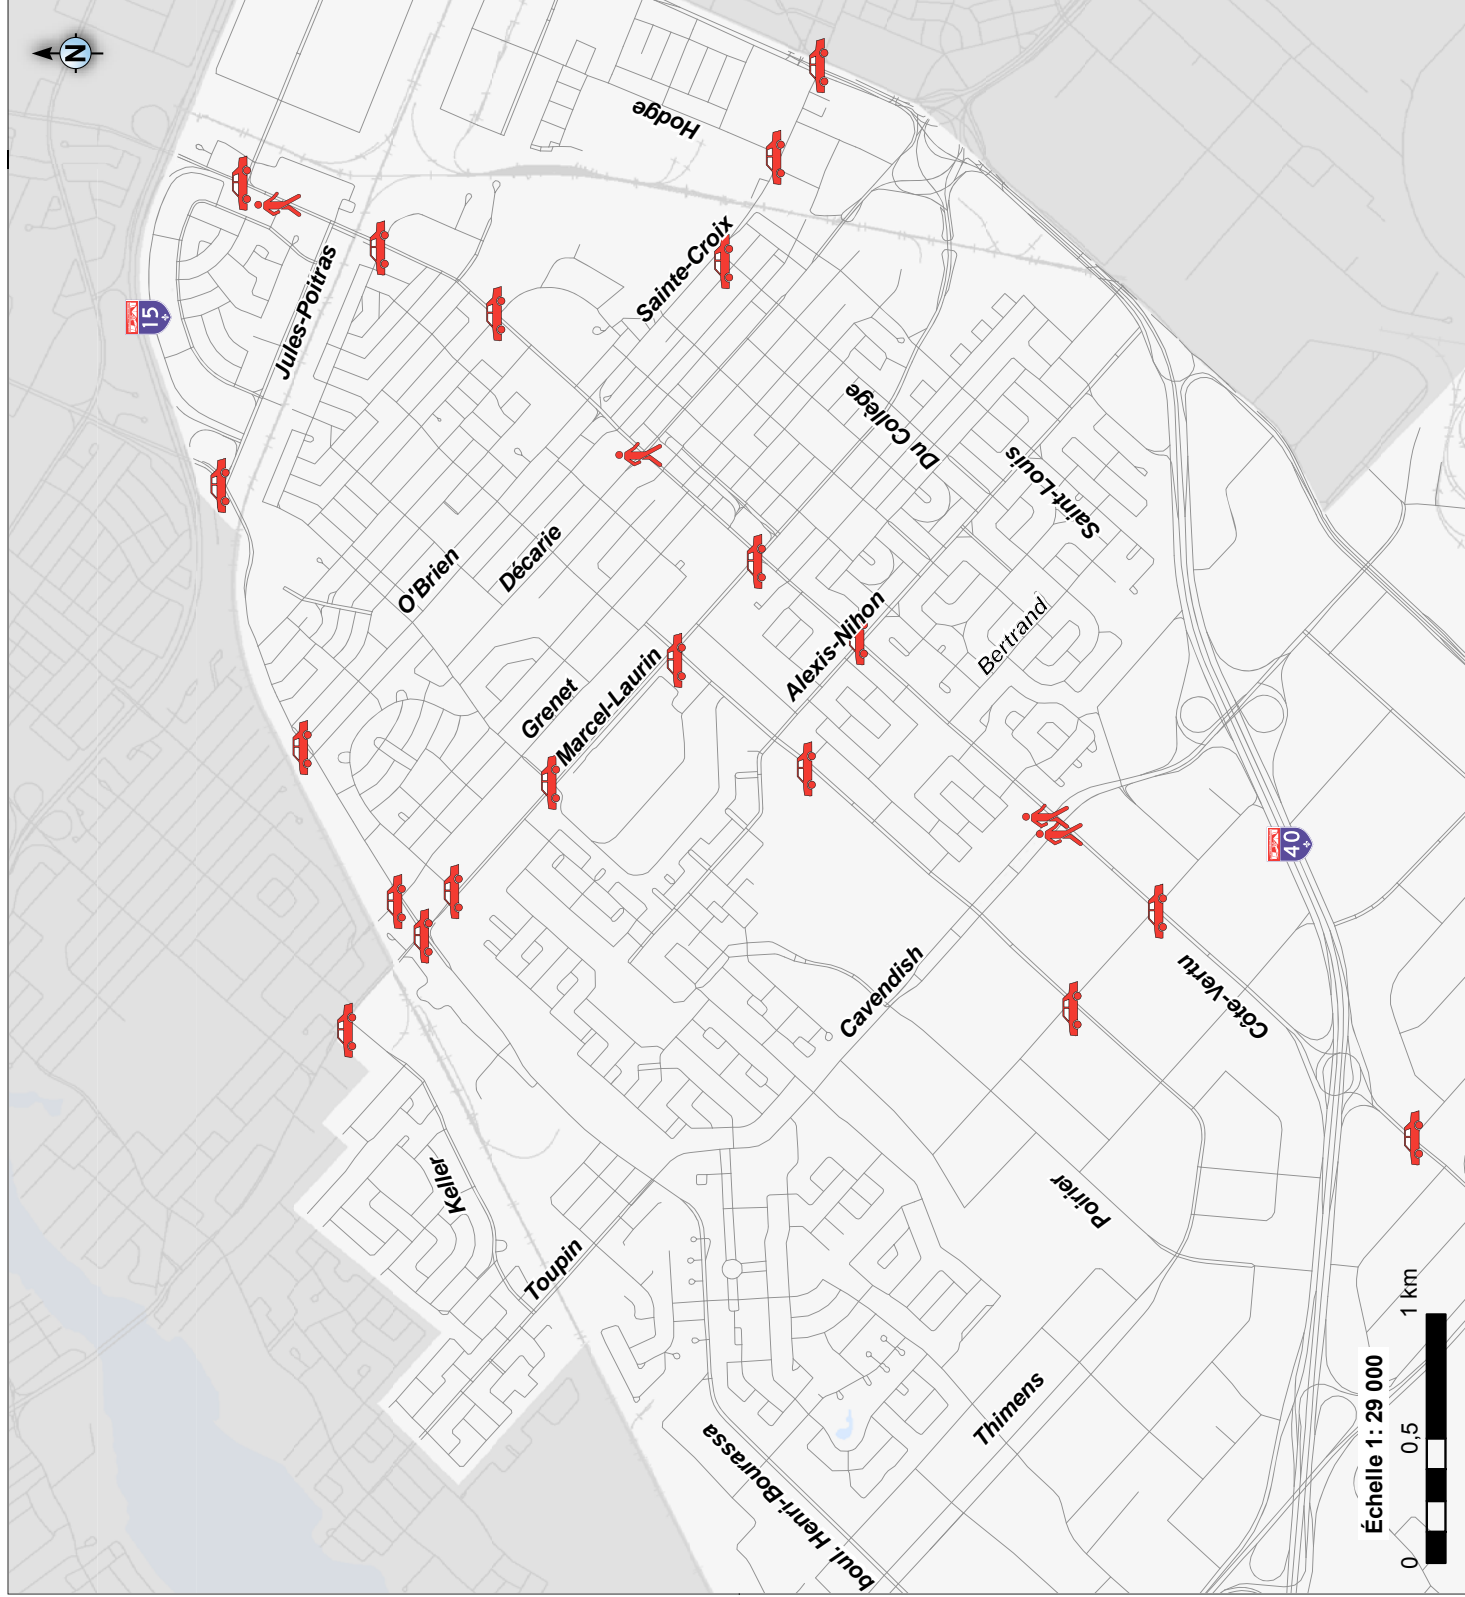 N
Hodge
15
Jules-Poitras
Sainte-Croix
Du Collège
Saint-Louis
O'Brien
Décarie
Grenet
Marcel-Laurin
Alexis-Nihon
Bertrand
40
Cavendish
Côte-Vertu
Keller
Toupin
Poirier
Thimens
boul. Henri-Bourassa
Échelle 1: 29 000
0 0,5 1 km